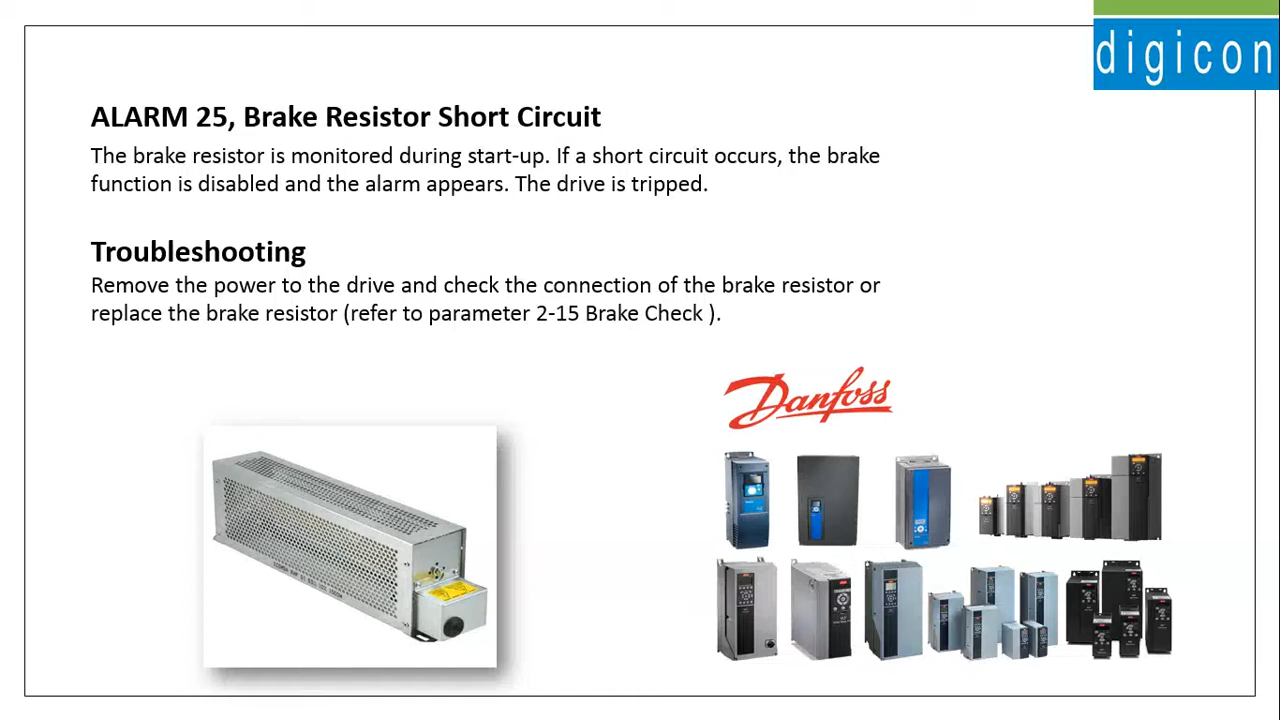 digicon
ALARM 25, Brake Resistor Short Circuit
The brake resistor is monitored during start-up. If a short circuit occurs, the brake
function is disabled and the alarm appears. The drive is tripped.
Troubleshooting
Remove the power to the drive and check the connection of the brake resistor or
replace the brake resistor (refer to parameter 2-15 Brake Check ).
Danfoss